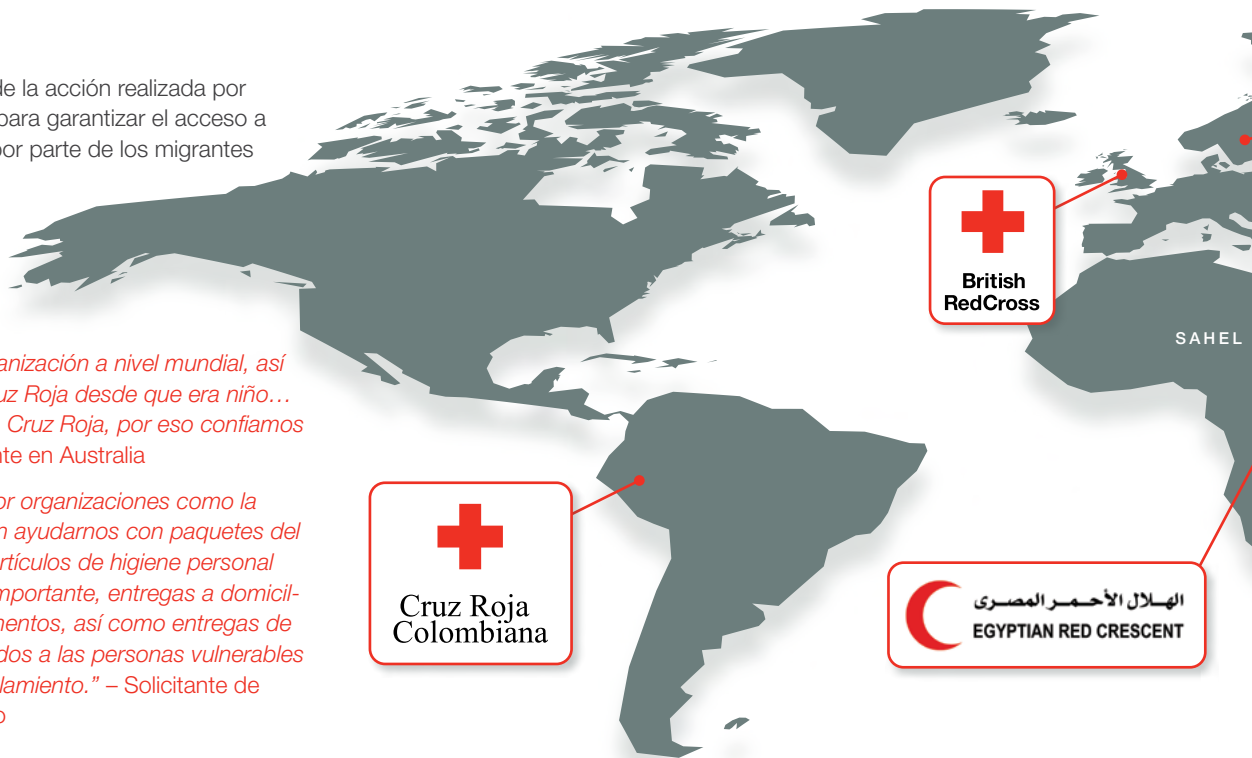 de la acción realizada por
para garantizar el acceso a
por parte de los migrantes
anización a nivel mundial, así
uz Roja desde que era niño…
Cruz Roja, por eso confiamos
nte en Australia
or organizaciones como la
n ayudarnos con paquetes del
rtículos de higiene personal
mportante, entregas a domicil-
mentos, así como entregas de
dos a las personas vulnerables
lamiento.” – Solicitante de
o
British
RedCross
SAHEL
Cruz Roja
Colombiana
الهلال الأحمر المصرى
EGYPTIAN RED CRESCENT